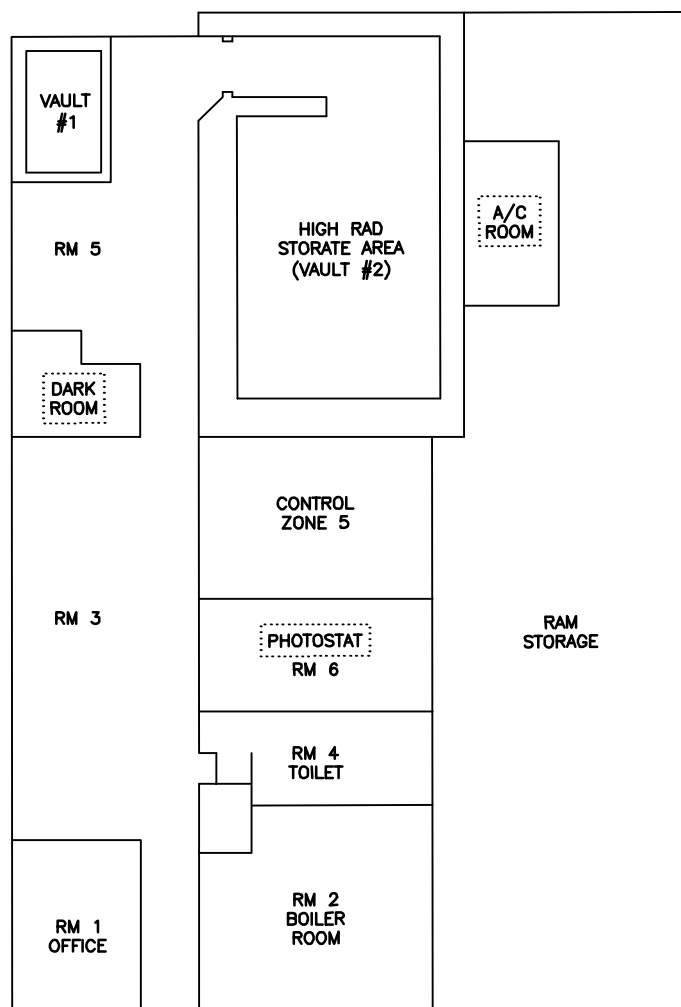 VAULT
#1
RM 5
HIGH RAD
STORATE AREA
(VAULT #2)
A/C
ROOM
DARK
ROOM
CONTROL
ZONE 5
RM 3
PHOTOSTAT
RM 6
RAM
STORAGE
RM 4
TOILET
RM 1
OFFICE
RM 2
BOILER
ROOM